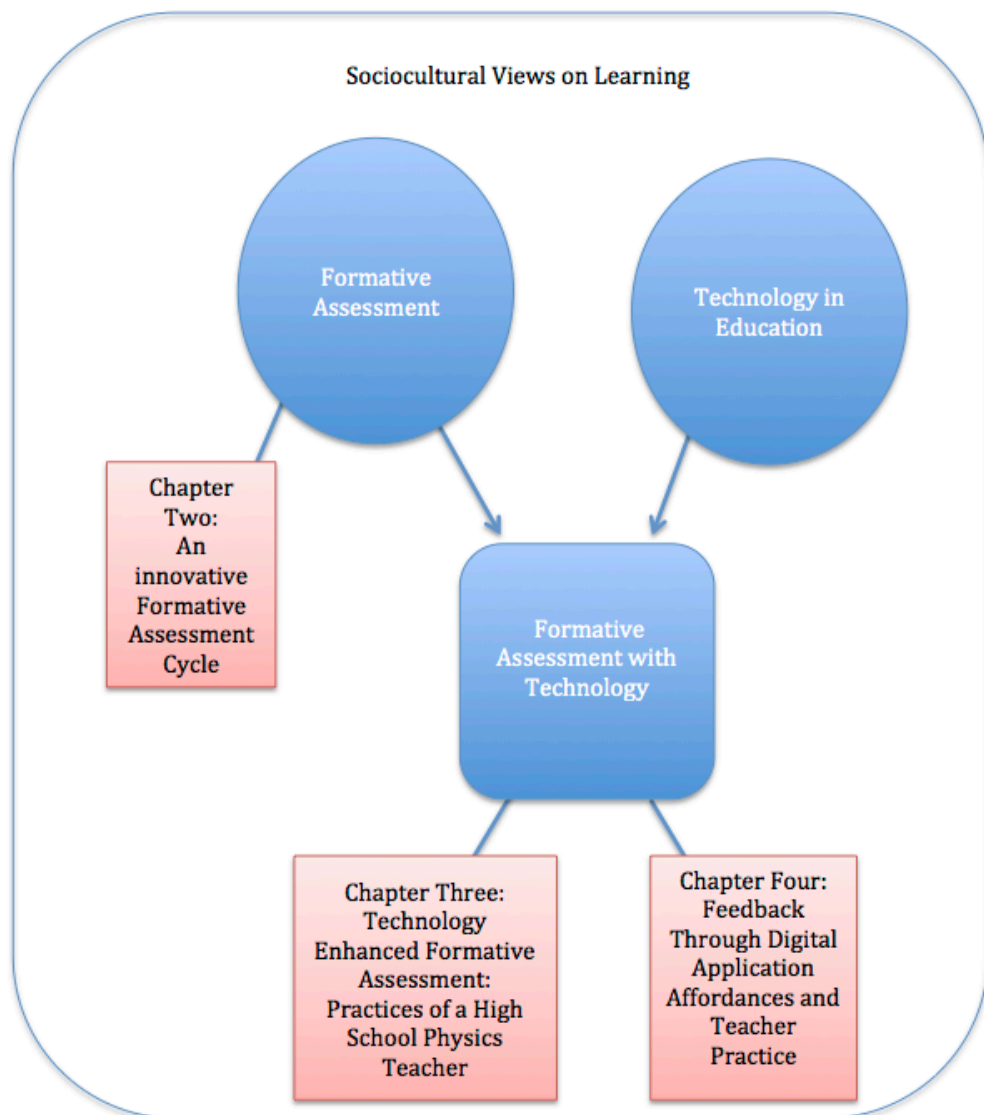 Sociocultural Views on Learning
Formative
Assessment
Technology in
Education
Chapter
Two:
An
innovative
Formative
Assessment
Cycle
Formative
Assessment with
Technology
Chapter Three:
Technology
Enhanced Formative
Assessment:
Practices of a High
School Physics
Teacher
Chapter Four:
Feedback
Through Digital
Application
Affordances and
Teacher
Practice